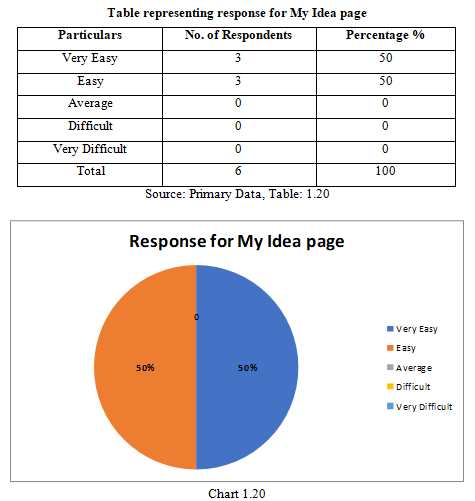 Table representing response for My Idea page
Particulars No. of Respondents Percentage %
Very Easy 3 50
Easy 3 50
Average 0 0
Difficult 0 0
Very Difficult 0 0
Total 6 100
Source: Primary Data, Table: 1.20
Response for My Idea page
0
50% 50%
Very Easy
Easy
Average
Difficult
Very Difficult
Chart 1.20